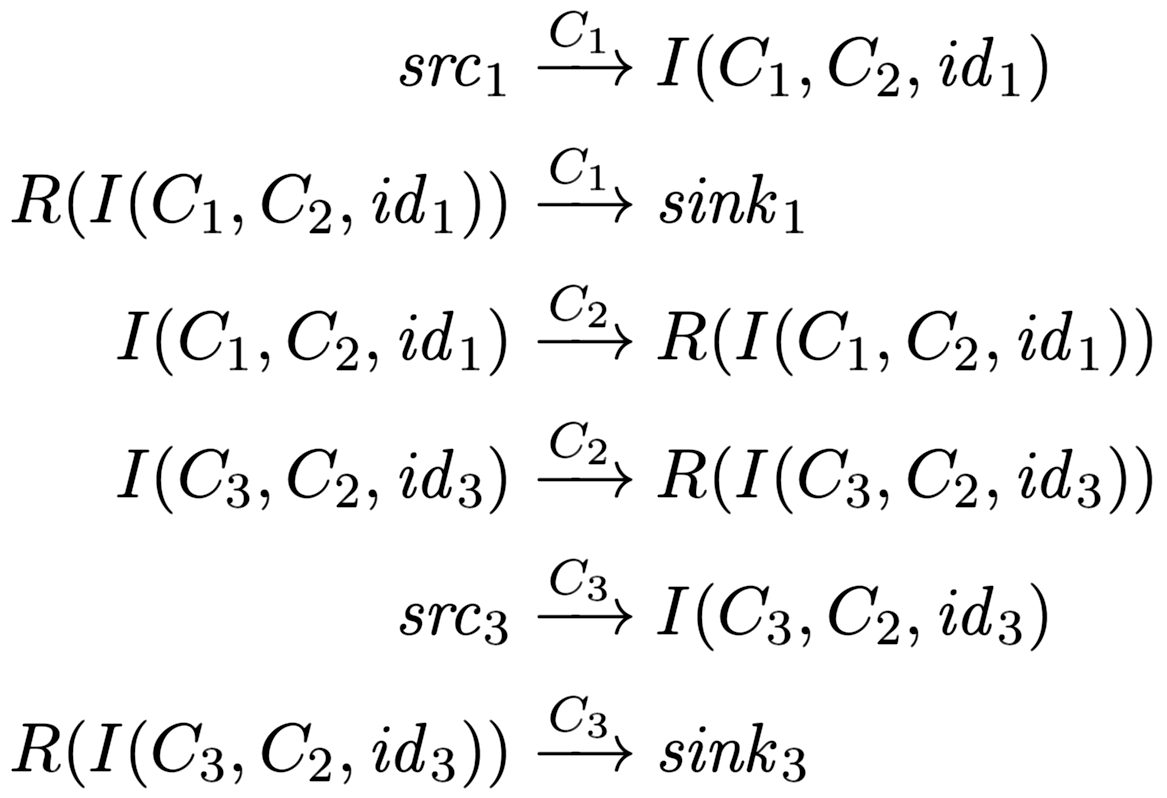 src₁ —C₁→ I(C₁, C₂, id₁)
R(I(C₁, C₂, id₁)) —C₁→ sink₁
I(C₁, C₂, id₁) —C₂→ R(I(C₁, C₂, id₁))
I(C₃, C₂, id₃) —C₂→ R(I(C₃, C₂, id₃))
src₃ —C₃→ I(C₃, C₂, id₃)
R(I(C₃, C₂, id₃)) —C₃→ sink₃